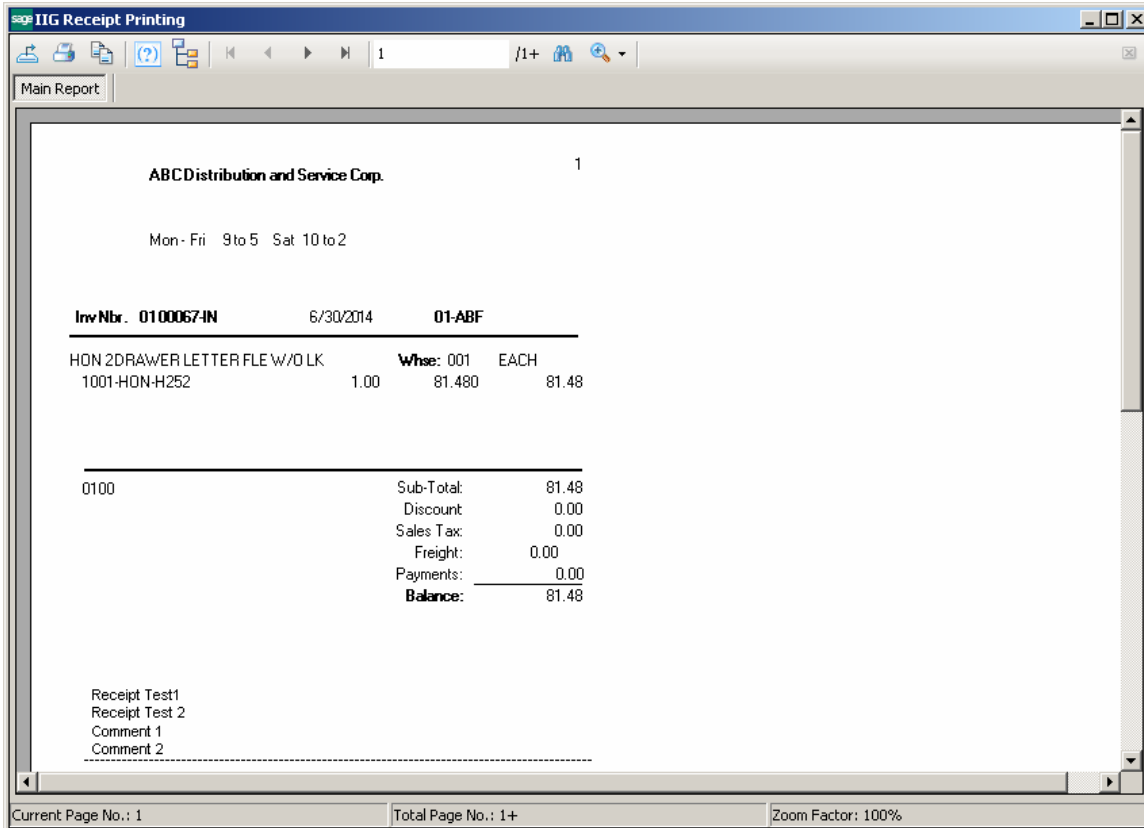 sage IIG Receipt Printing
(?) 1 /1+
Main Report
1
ABC Distribution and Service Corp.
Mon - Fri 9 to 5 Sat 10 to 2
Inv Nbr. 0100067-IN 6/30/2014 01-ABF
HON 2DRAWER LETTER FLE W/O LK Whse: 001 EACH
1001-HON-H252 1.00 81.480 81.48
0100 Sub-Total: 81.48
Discount 0.00
Sales Tax: 0.00
Freight: 0.00
Payments: 0.00
Balance: 81.48
Receipt Test1
Receipt Test 2
Comment 1
Comment 2
Current Page No.: 1 Total Page No.: 1+ Zoom Factor: 100%